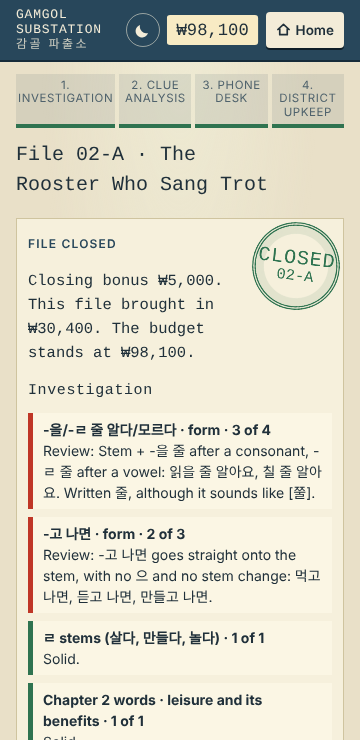 GAMGOL
SUBSTATION
감골 파출소
₩98,100
Home
1.
INVESTIGATION
2. CLUE
ANALYSIS
3. PHONE
DESK
4.
DISTRICT
UPKEEP
File 02-A · The
Rooster Who Sang Trot
FILE CLOSED
CLOSED
02-A
Closing bonus ₩5,000.
This file brought in
₩30,400. The budget
stands at ₩98,100.
Investigation
-을/-ㄹ 줄 알다/모르다 · form · 3 of 4
Review: Stem + -을 줄 after a consonant, -
ㄹ 줄 after a vowel: 읽을 줄 알아요, 칠 줄 알아
요. Written 줄, although it sounds like [쭐].
-고 나면 · form · 2 of 3
Review: -고 나면 goes straight onto the
stem, with no 으 and no stem change: 먹고
나면, 듣고 나면, 만들고 나면.
ㄹ stems (살다, 만들다, 놀다) · 1 of 1
Solid.
Chapter 2 words · leisure and its
benefits · 1 of 1
Solid.